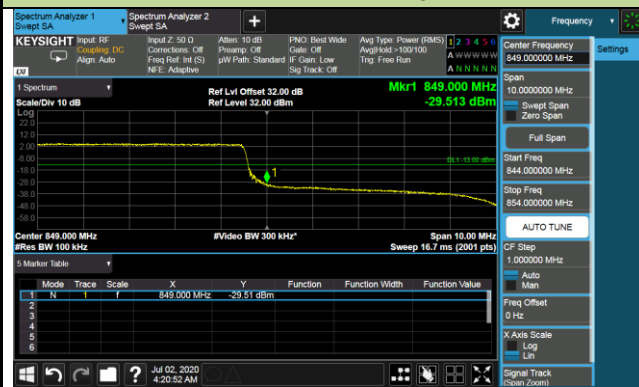 Spectrum Analyzer 1
Swept SA
Spectrum Analyzer 2
Swept SA
+
Frequency
KEYSIGHT
Input: RF
Coupling: DC
Align: Auto
Input Z: 50 Ω
Corrections: Off
Freq Ref: Int (S)
NFE: Adaptive
Atten: 10 dB
Preamp: Off
µW Path: Standard
PNO: Best Wide
Gate: Off
IF Gain: Low
Sig Track: Off
Avg Type: Power (RMS)
Avg|Hold:>100/100
Trig: Free Run
1 2 3 4 5 6
A W W W W W
A N N N N N
LXI
1 Spectrum
Scale/Div 10 dB
Log
Ref Lvl Offset 32.00 dB
Ref Level 32.00 dBm
Mkr1 849.000 MHz
-29.513 dBm
22.0
12.0
2.00
-8.00
-18.0
-28.0
-38.0
-48.0
-58.0
DL1 -13.00 dBm
1
Center 849.000 MHz
#Res BW 100 kHz
#Video BW 300 kHz*
Span 10.00 MHz
Sweep 16.7 ms (2001 pts)
5 Marker Table
Mode Trace Scale X Y Function Function Width Function Value
1 N 1 f 849.000 MHz -29.51 dBm
2
3
4
5
6
Center Frequency
849.000000 MHz
Settings
Span
10.0000000 MHz
Swept Span
Zero Span
Full Span
Start Freq
844.000000 MHz
Stop Freq
854.000000 MHz
AUTO TUNE
CF Step
1.000000 MHz
Auto
Man
Freq Offset
0 Hz
X Axis Scale
Log
Lin
Signal Track
(Span Zoom)
?
Jul 02, 2020
4:20:52 AM